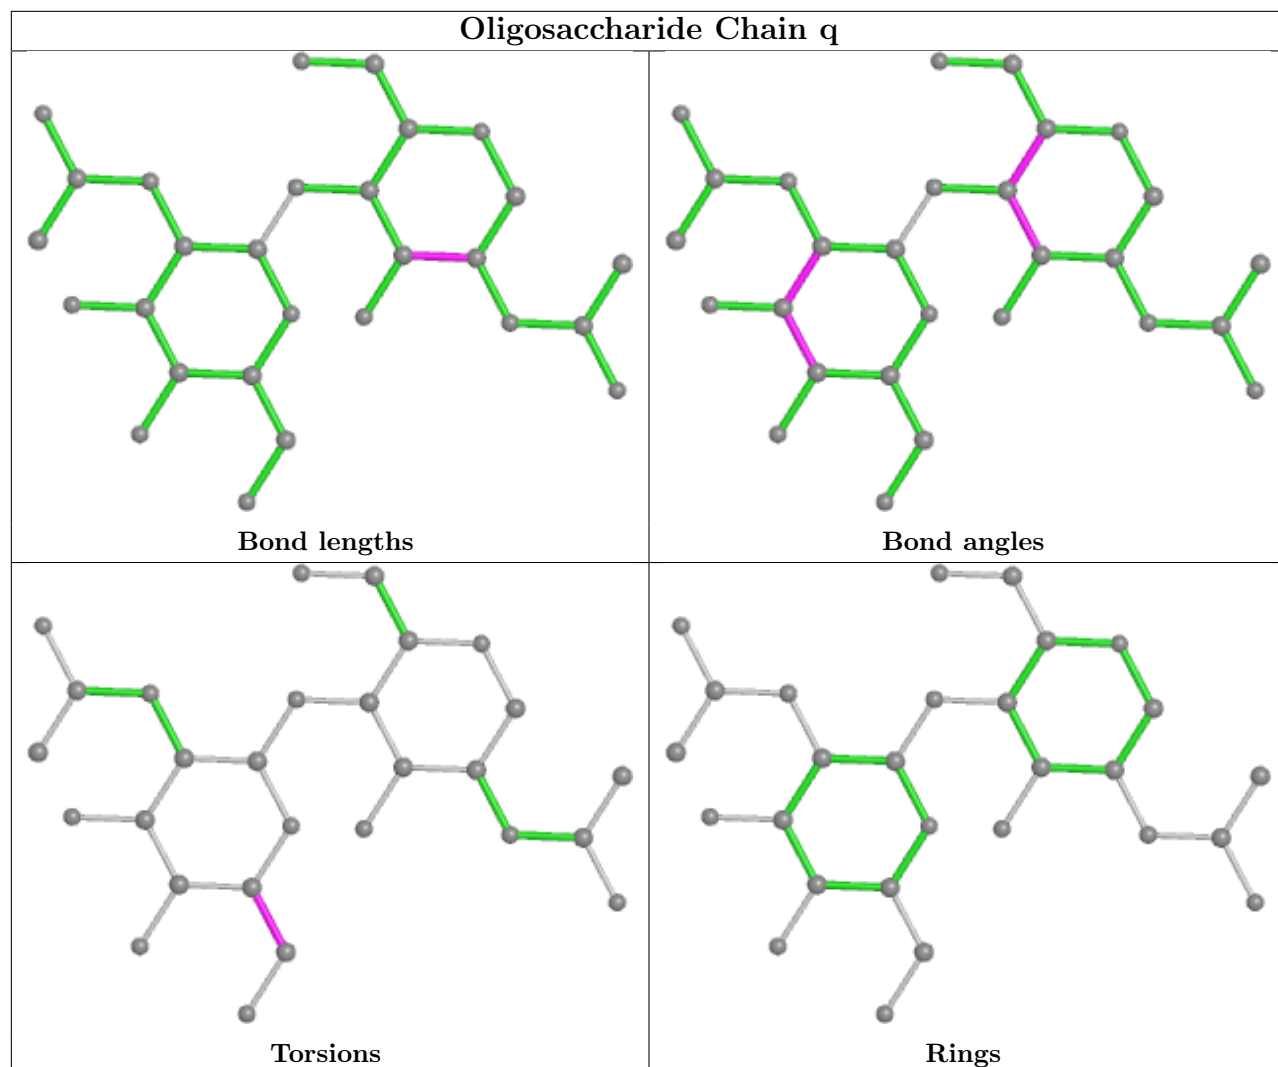 Oligosaccharide Chain q
Bond lengths
Bond angles
Torsions
Rings